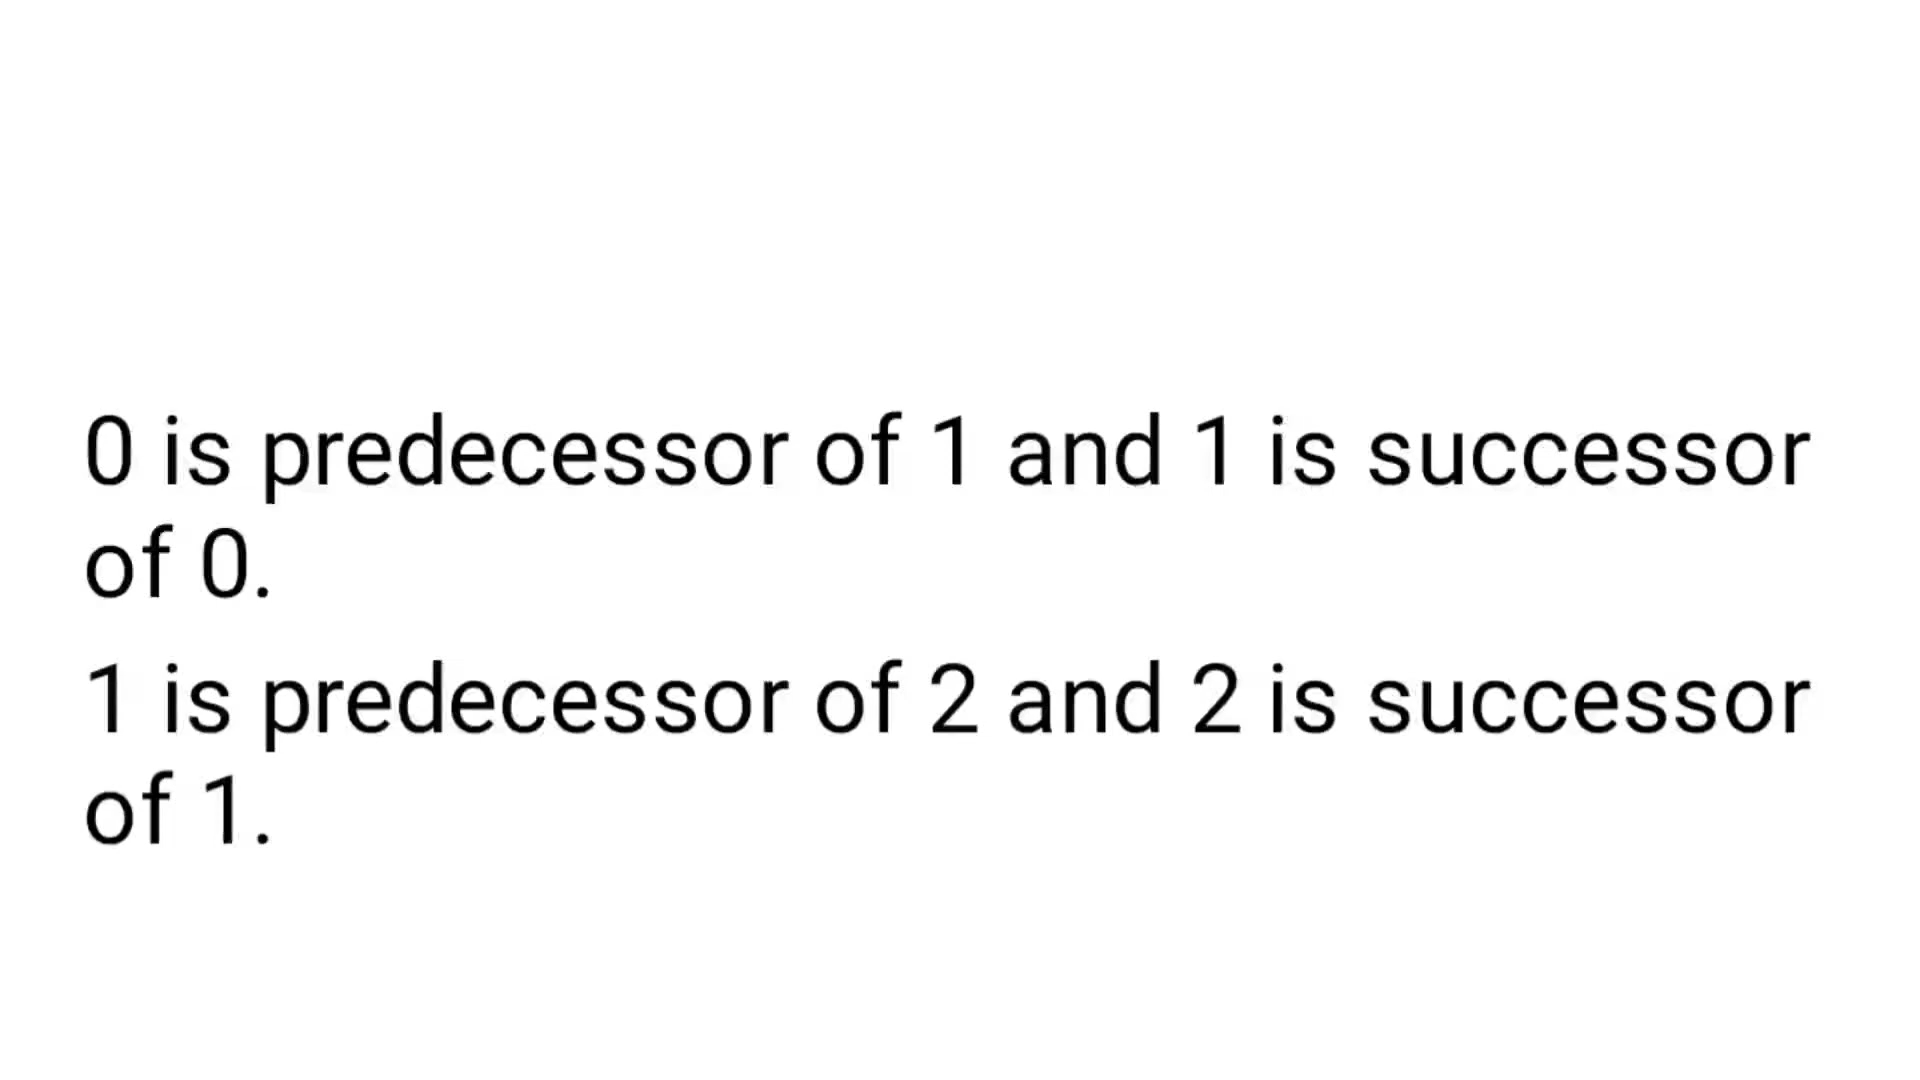 0 is predecessor of 1 and 1 is successor
of 0.
1 is predecessor of 2 and 2 is successor
of 1.